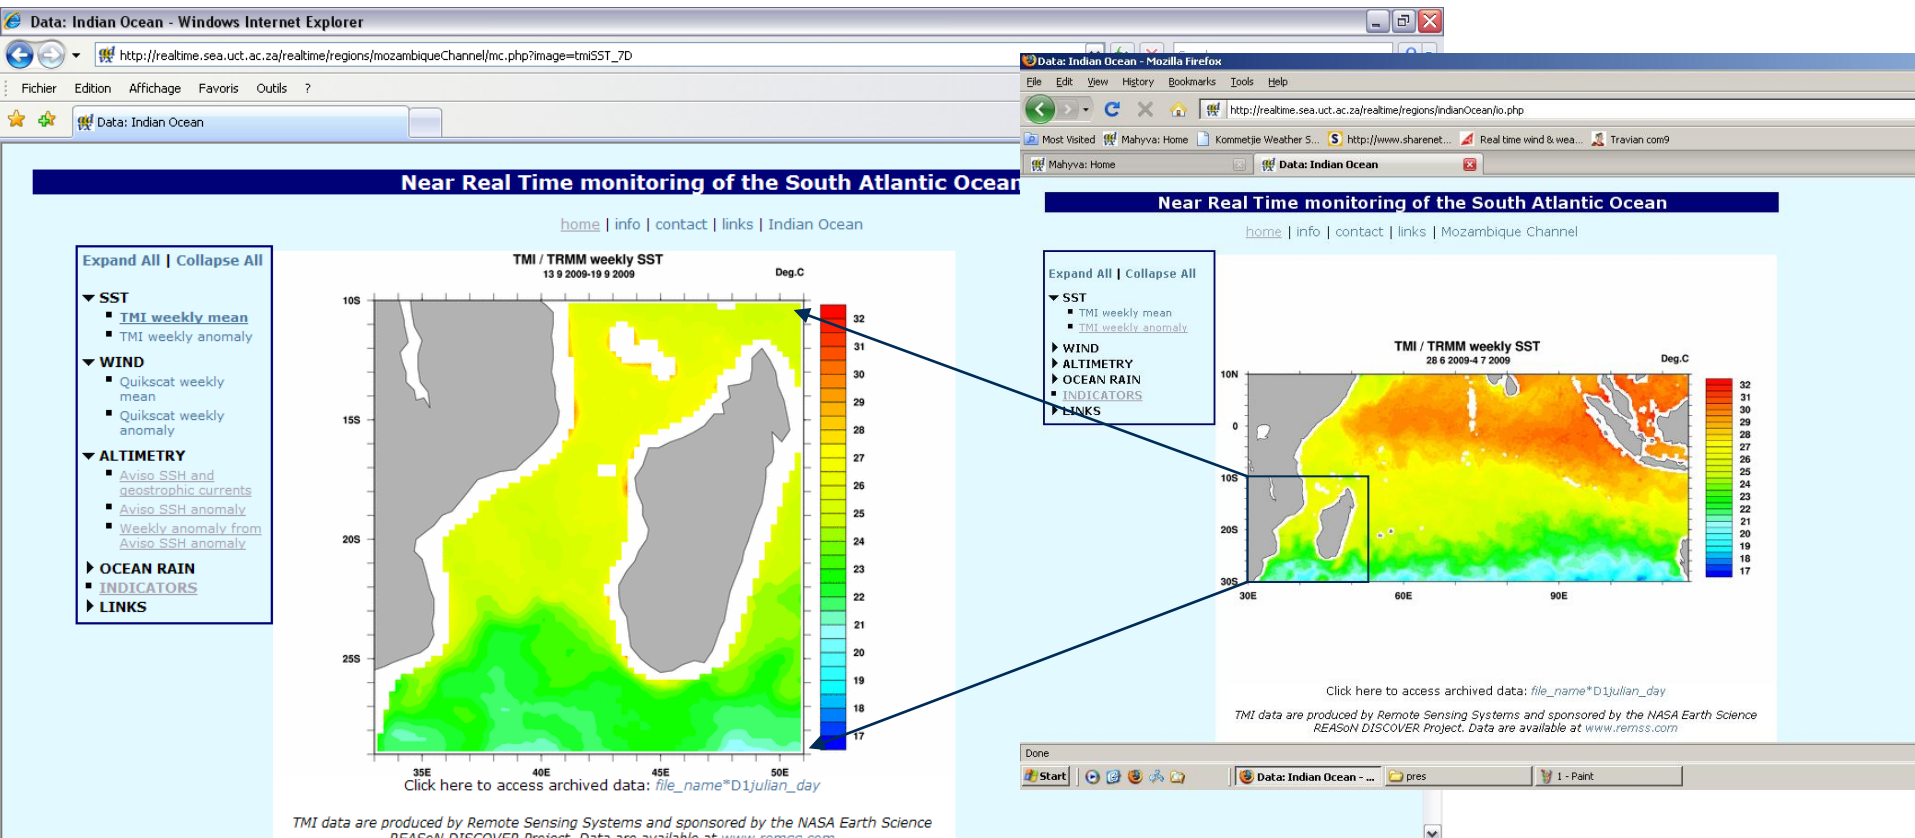 Data: Indian Ocean - Windows Internet Explorer
http://realtime.sea.uct.ac.za/realtime/regions/mozambiqueChannel/mc.php?image=tmiSST_7D
Fichier Edition Affichage Favoris Outils ?
Data: Indian Ocean
Near Real Time monitoring of the South Atlantic Ocean
home | info | contact | links | Indian Ocean
Expand All | Collapse All
SST
TMI weekly mean
TMI weekly anomaly
WIND
Quikscat weekly
mean
Quikscat weekly
anomaly
ALTIMETRY
Aviso SSH and
geostrophic currents
Aviso SSH anomaly
Weekly anomaly from
Aviso SSH anomaly
OCEAN RAIN
INDICATORS
LINKS
TMI / TRMM weekly SST
13 9 2009-19 9 2009
Deg.C
10S
15S
20S
25S
35E 40E 45E 50E
32
31
30
29
28
27
26
25
24
23
22
21
20
19
18
17
Click here to access archived data: file_name*D1julian_day
TMI data are produced by Remote Sensing Systems and sponsored by the NASA Earth Science
REASoN DISCOVER Project. Data are available at www.remss.com
Data: Indian Ocean - Mozilla Firefox
File Edit View History Bookmarks Tools Help
http://realtime.sea.uct.ac.za/realtime/regions/indianOcean/io.php
Most Visited Mahyva: Home Kommetjie Weather S... http://www.sharenet... Real time wind & wea... Travian com9
Mahyva: Home Data: Indian Ocean
Near Real Time monitoring of the South Atlantic Ocean
home | info | contact | links | Mozambique Channel
Expand All | Collapse All
SST
TMI weekly mean
TMI weekly anomaly
WIND
ALTIMETRY
OCEAN RAIN
INDICATORS
LINKS
TMI / TRMM weekly SST
28 6 2009-4 7 2009
Deg.C
10N
0
10S
20S
30S
30E 60E 90E
32
31
30
29
28
27
26
25
24
23
22
21
20
19
18
17
Click here to access archived data: file_name*D1julian_day
TMI data are produced by Remote Sensing Systems and sponsored by the NASA Earth Science
REASoN DISCOVER Project. Data are available at www.remss.com
Done
Start Data: Indian Ocean - ... pres 1 - Paint